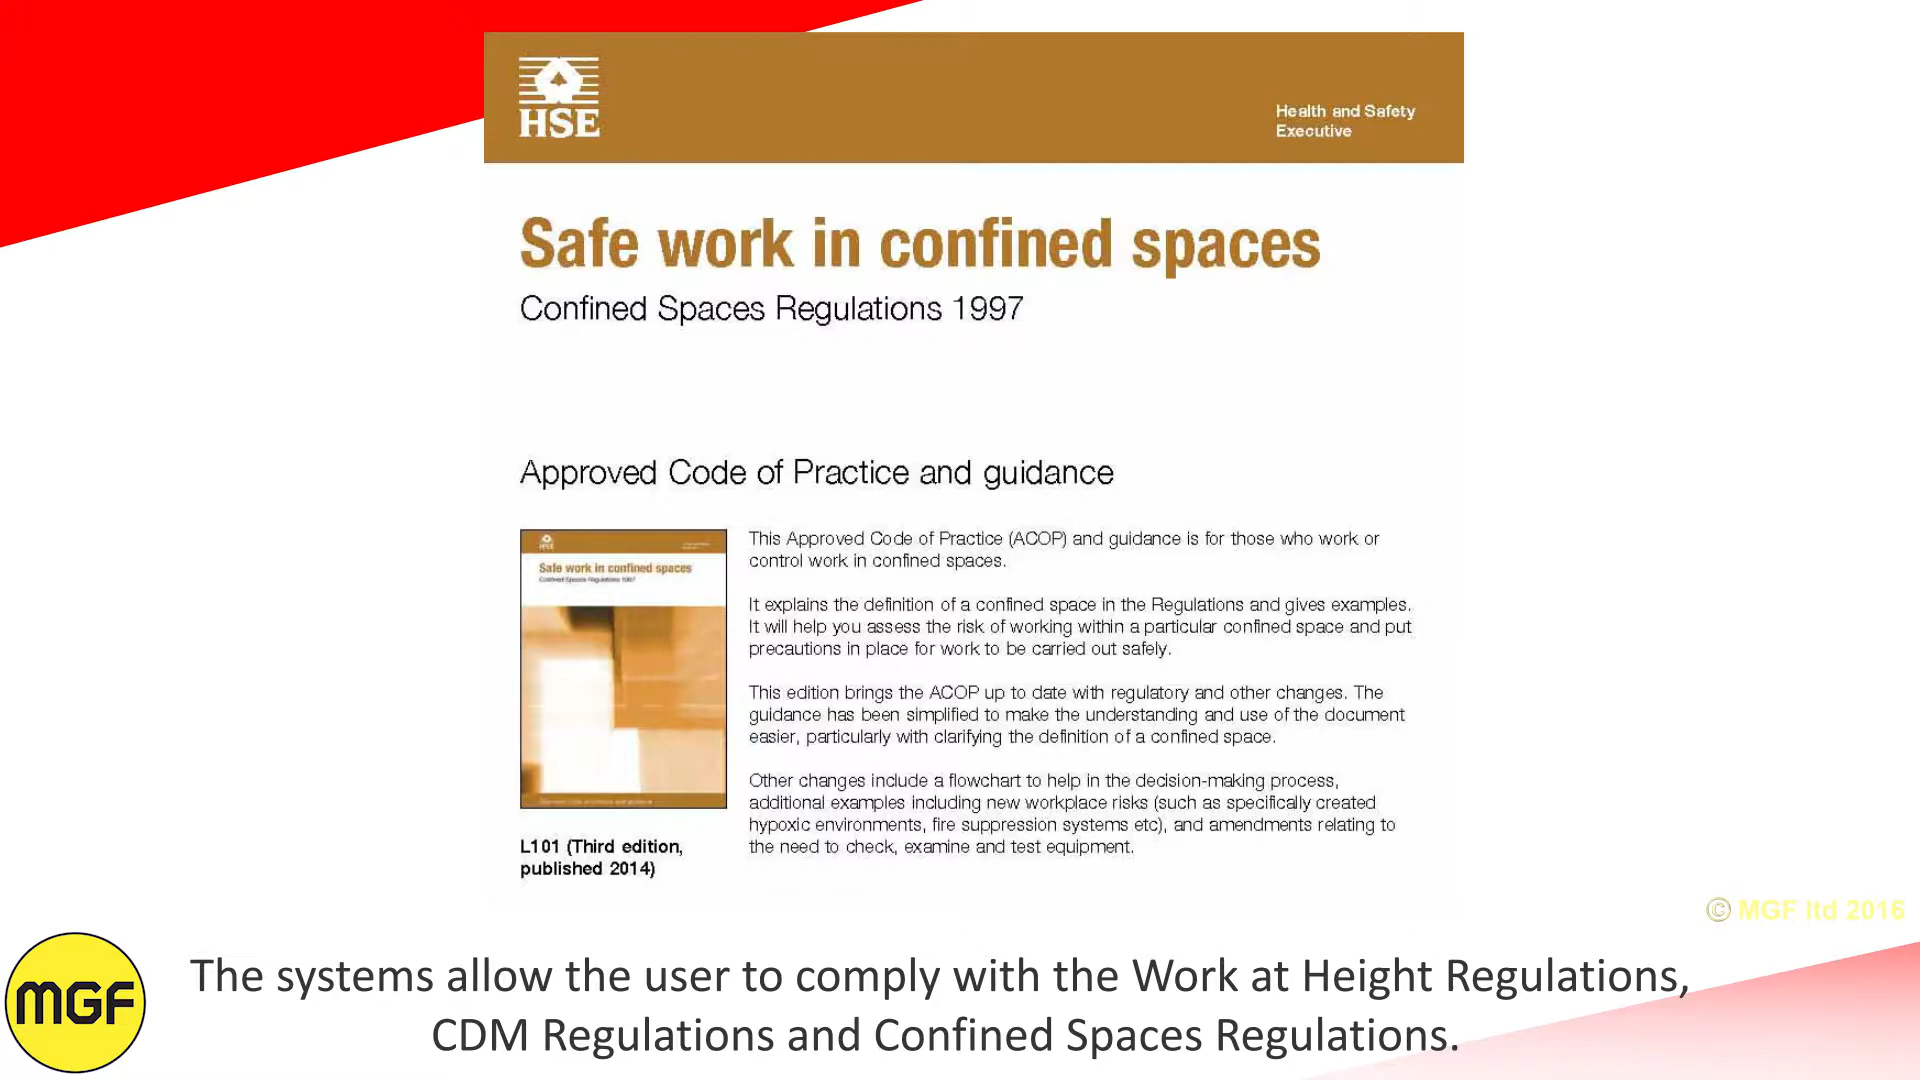 HSE
Health and Safety
Executive
Safe work in confined spaces
Confined Spaces Regulations 1997
Approved Code of Practice and guidance
HSE
Safe work in confined spaces
Confined Spaces Regulations 1997
L101 (Third edition,
published 2014)
This Approved Code of Practice (ACOP) and guidance is for those who work or
control work in confined spaces.
It explains the definition of a confined space in the Regulations and gives examples.
It will help you assess the risk of working within a particular confined space and put
precautions in place for work to be carried out safely.
This edition brings the ACOP up to date with regulatory and other changes. The
guidance has been simplified to make the understanding and use of the document
easier, particularly with clarifying the definition of a confined space.
Other changes include a flowchart to help in the decision-making process,
additional examples including new workplace risks (such as specifically created
hypoxic environments, fire suppression systems etc), and amendments relating to
the need to check, examine and test equipment.
© MGF ltd 2016
MGF
The systems allow the user to comply with the Work at Height Regulations,
CDM Regulations and Confined Spaces Regulations.